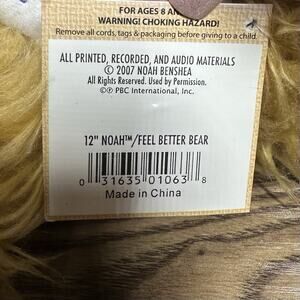 FOR AGES 8 AN
WARNING! CHOKING HAZARD!
Remove all cords, tags & packaging before giving to a child.
ALL PRINTED, RECORDED, AND AUDIO MATERIALS
© 2007 NOAH BENSHEA
All Rights Reserved. Used by Permission.
©℗ PBC International, Inc.
12" NOAH™/FEEL BETTER BEAR
0 31635 01063 8
Made in China